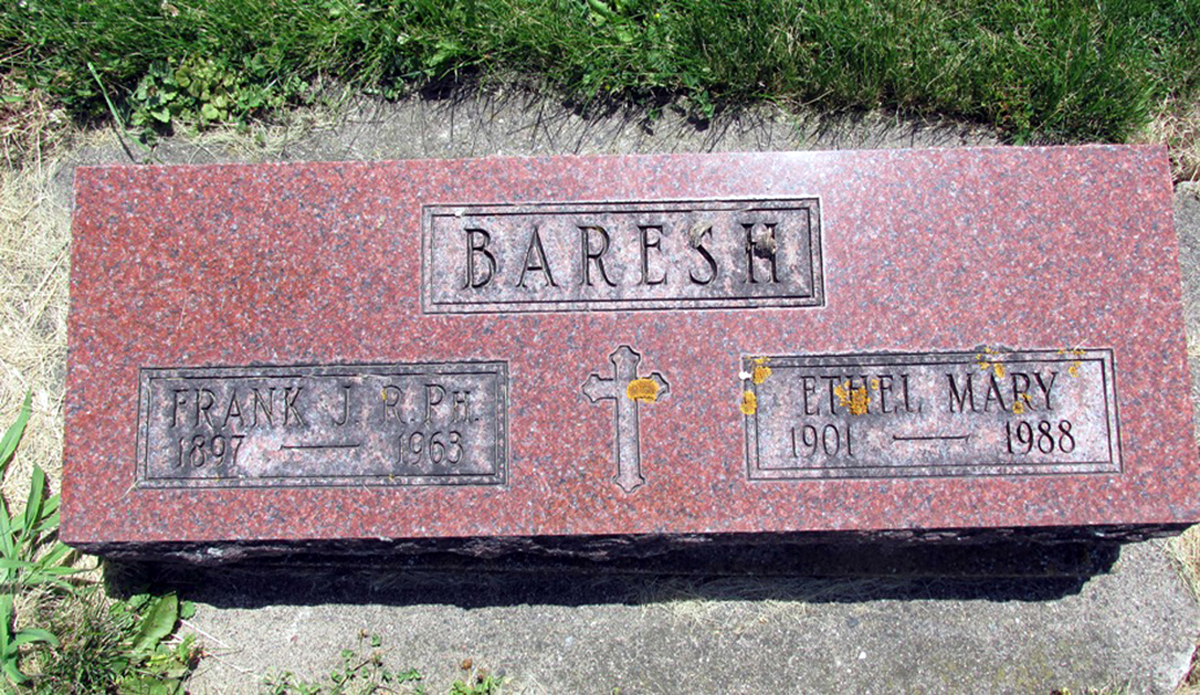 BARESH
FRANK J. R.PH.
1897 — 1963
ETHEL MARY
1901 — 1988